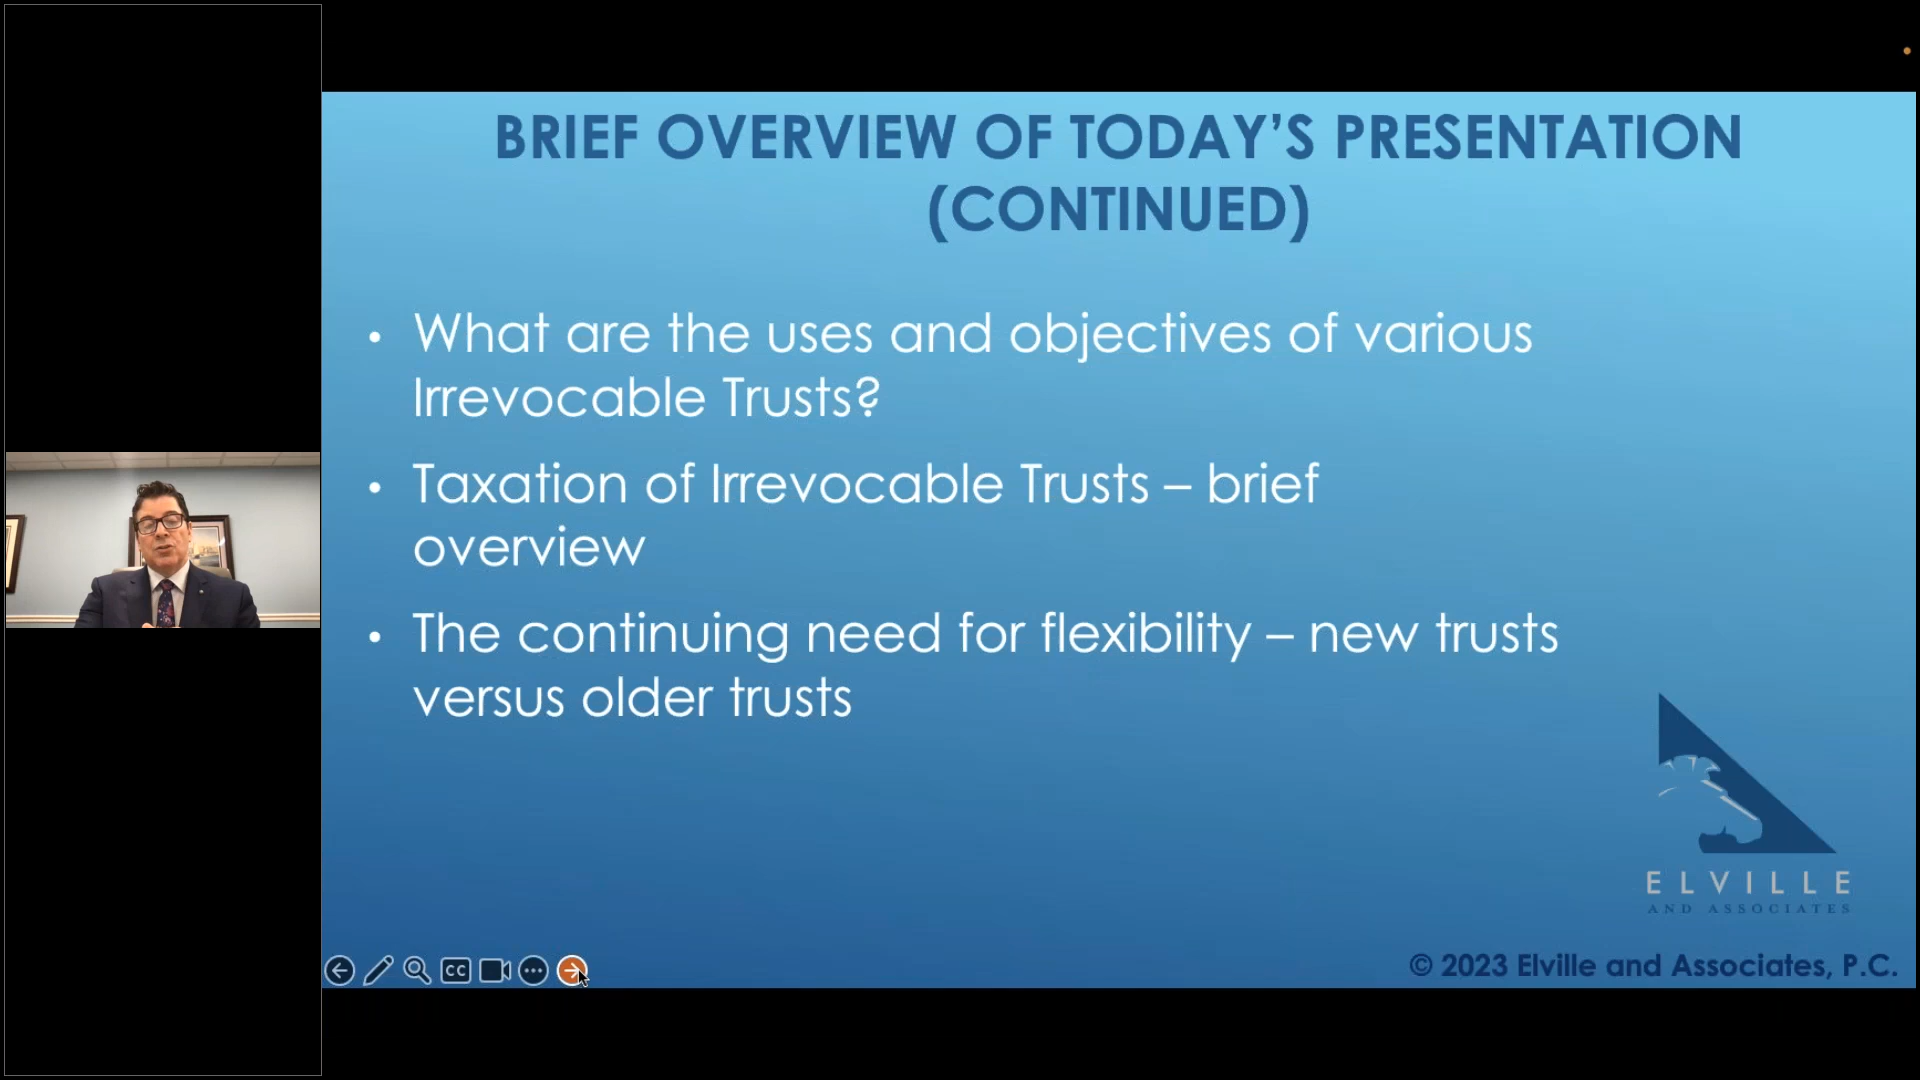 BRIEF OVERVIEW OF TODAY’S PRESENTATION
(CONTINUED)
• What are the uses and objectives of various
Irrevocable Trusts?
• Taxation of Irrevocable Trusts – brief
overview
• The continuing need for flexibility – new trusts
versus older trusts
ELVILLE
AND ASSOCIATES
CC
© 2023 Elville and Associates, P.C.